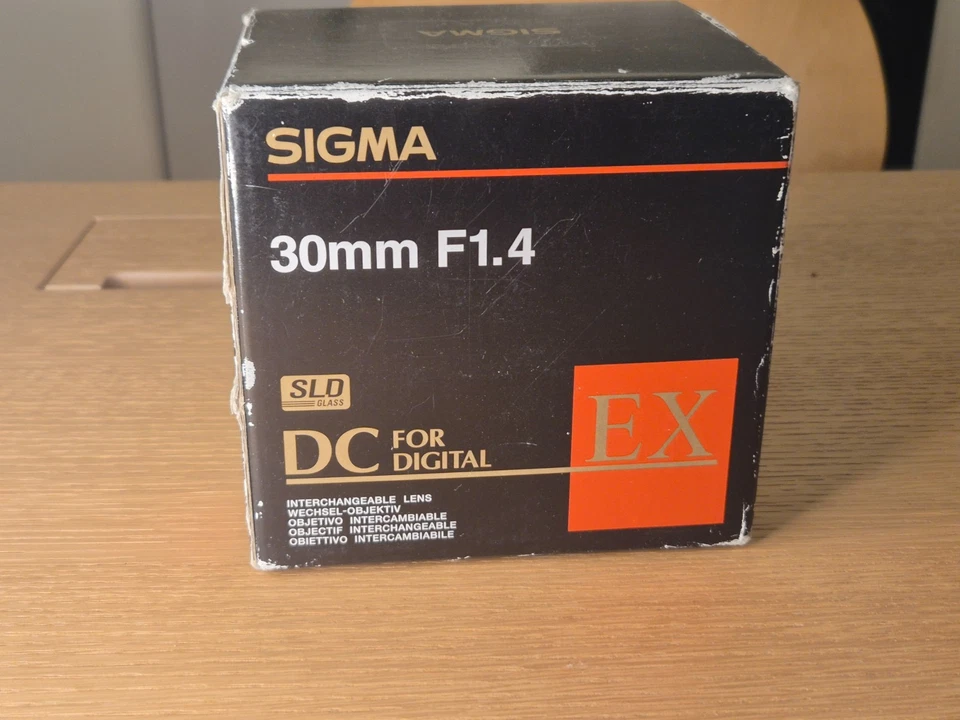 SIGMA
SIGMA
30mm F1.4
SLD
GLASS
DC FOR
DIGITAL
EX
INTERCHANGEABLE LENS
WECHSEL-OBJEKTIV
OBJETIVO INTERCAMBIABLE
OBJECTIF INTERCHANGEABLE
OBIETTIVO INTERCAMBIABILE